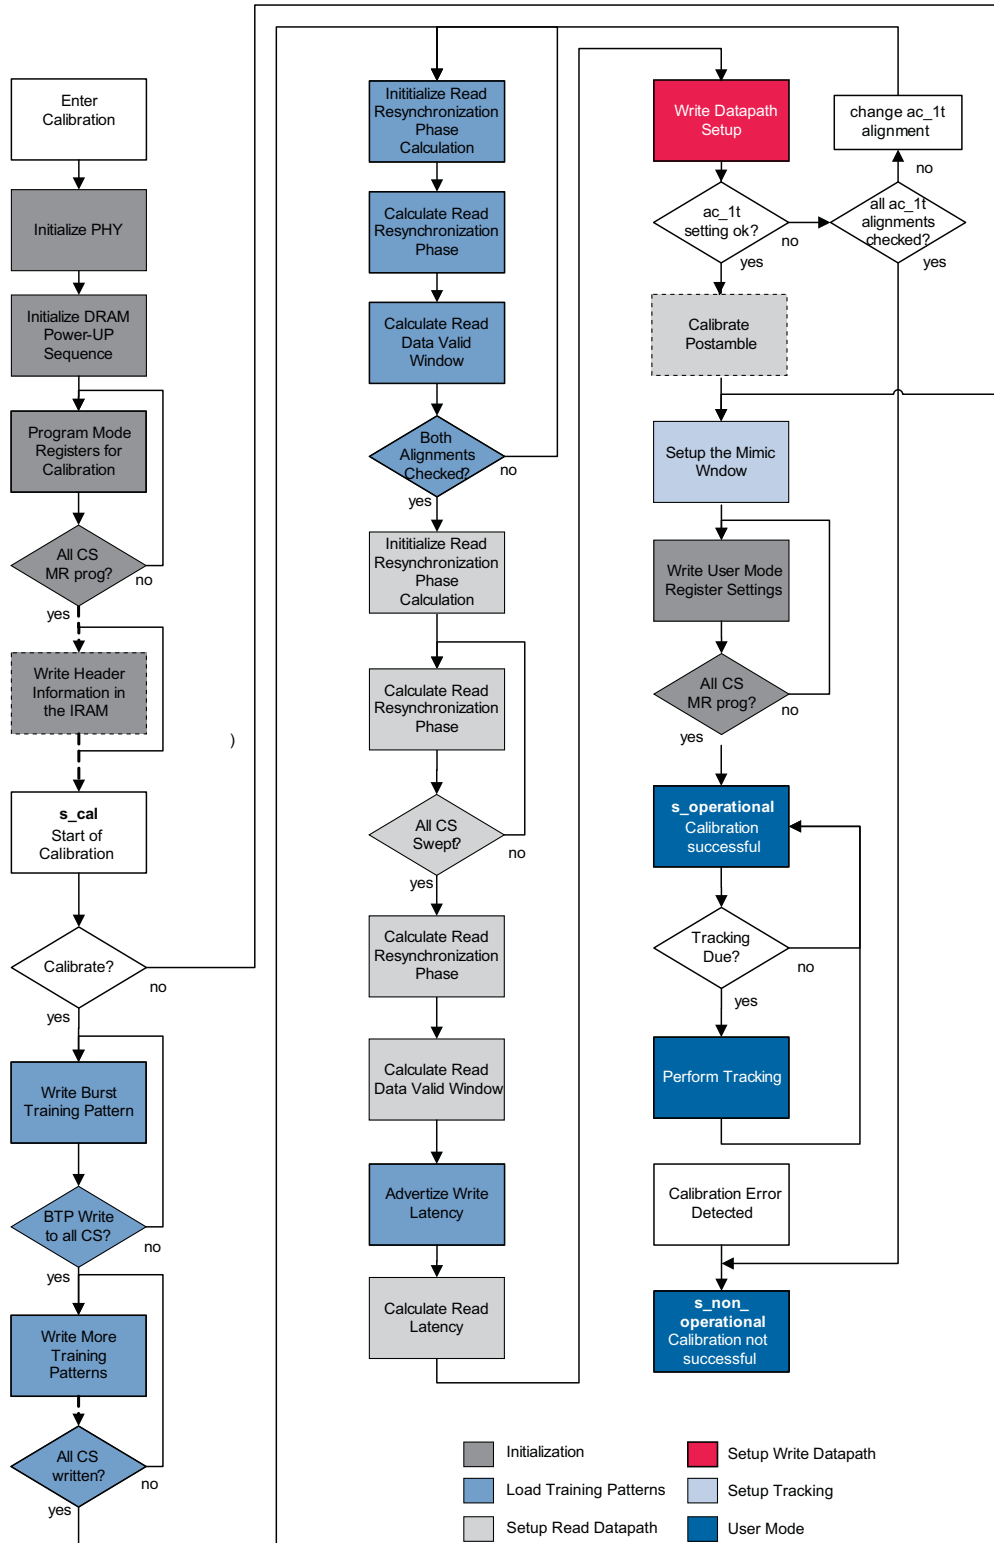 Enter
Calibration
Initialize PHY
Initialize DRAM
Power-UP
Sequence
Program Mode
Registers for
Calibration
All CS
MR prog?
no
yes
Write Header
Information in
the IRAM
)
s_cal
Start of
Calibration
Calibrate?
no
yes
Write Burst
Training Pattern
BTP Write
to all CS?
no
yes
Write More
Training
Patterns
All CS
written?
no
yes
Inititialize Read
Resynchronization
Phase
Calculation
Calculate Read
Resynchronization
Phase
Calculate Read
Data Valid
Window
Both
Alignments
Checked?
no
yes
Inititialize Read
Resynchronization
Phase
Calculation
Calculate Read
Resynchronization
Phase
All CS
Swept?
no
yes
Calculate Read
Resynchronization
Phase
Calculate Read
Data Valid Window
Advertize Write
Latency
Calculate Read
Latency
Write Datapath
Setup
ac_1t
setting ok?
no
yes
change ac_1t
alignment
no
all ac_1t
alignments
checked?
yes
Calibrate
Postamble
Setup the Mimic
Wndow
Write User Mode
Register Settings
All CS
MR prog?
no
yes
s_operational
Calibration
successful
Tracking
Due?
no
yes
Perform Tracking
Calibration Error
Detected
s_non_
operational
Calibration not
successful
Initialization
Load Training Patterns
Setup Read Datapath
Setup Write Datapath
Setup Tracking
User Mode